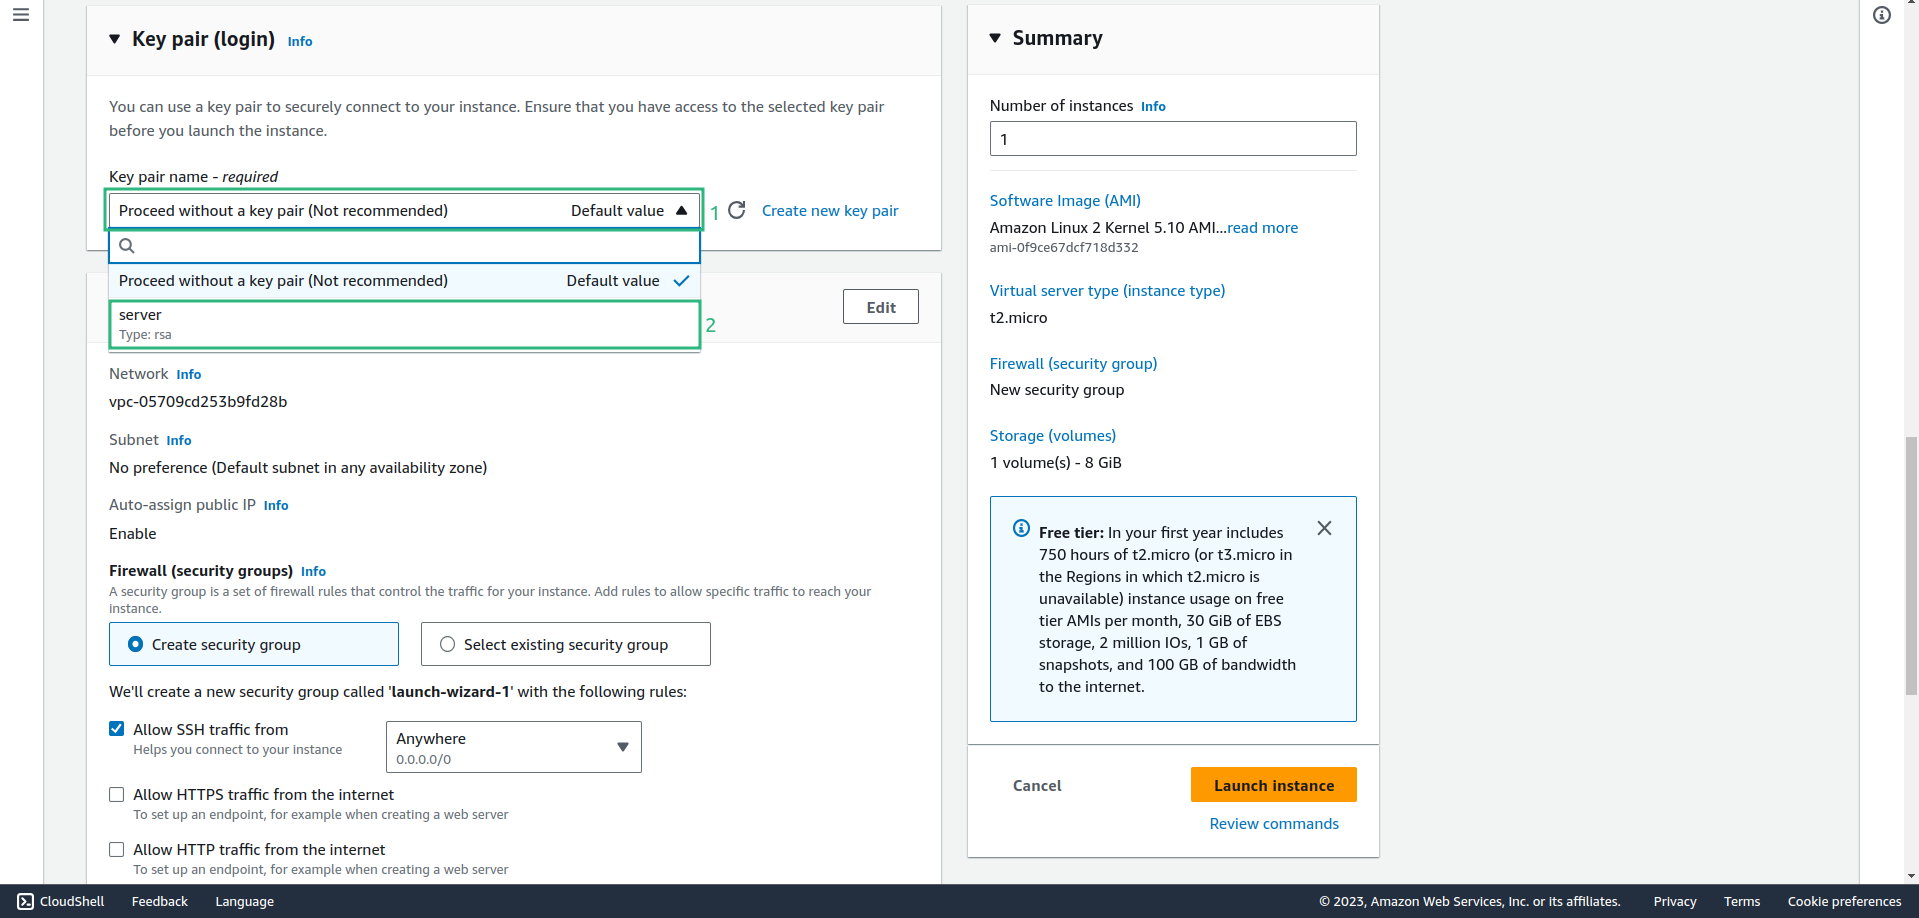 Key pair (login) Info
You can use a key pair to securely connect to your instance. Ensure that you have access to the selected key pair
before you launch the instance.
Key pair name - required
Proceed without a key pair (Not recommended) Default value
1
Create new key pair
Proceed without a key pair (Not recommended) Default value
server
Type: rsa
2
Edit
Network Info
vpc-05709cd253b9fd28b
Subnet Info
No preference (Default subnet in any availability zone)
Auto-assign public IP Info
Enable
Firewall (security groups) Info
A security group is a set of firewall rules that control the traffic for your instance. Add rules to allow specific traffic to reach your
instance.
Create security group
Select existing security group
We'll create a new security group called 'launch-wizard-1' with the following rules:
Allow SSH traffic from
Helps you connect to your instance
Anywhere
0.0.0.0/0
Allow HTTPS traffic from the internet
To set up an endpoint, for example when creating a web server
Allow HTTP traffic from the internet
To set up an endpoint, for example when creating a web server
Summary
Number of instances Info
1
Software Image (AMI)
Amazon Linux 2 Kernel 5.10 AMI...read more
ami-0f9ce67dcf718d332
Virtual server type (instance type)
t2.micro
Firewall (security group)
New security group
Storage (volumes)
1 volume(s) - 8 GiB
Free tier: In your first year includes
750 hours of t2.micro (or t3.micro in
the Regions in which t2.micro is
unavailable) instance usage on free
tier AMIs per month, 30 GiB of EBS
storage, 2 million IOs, 1 GB of
snapshots, and 100 GB of bandwidth
to the internet.
Cancel
Launch instance
Review commands
CloudShell Feedback Language
© 2023, Amazon Web Services, Inc. or its affiliates. Privacy Terms Cookie preferences